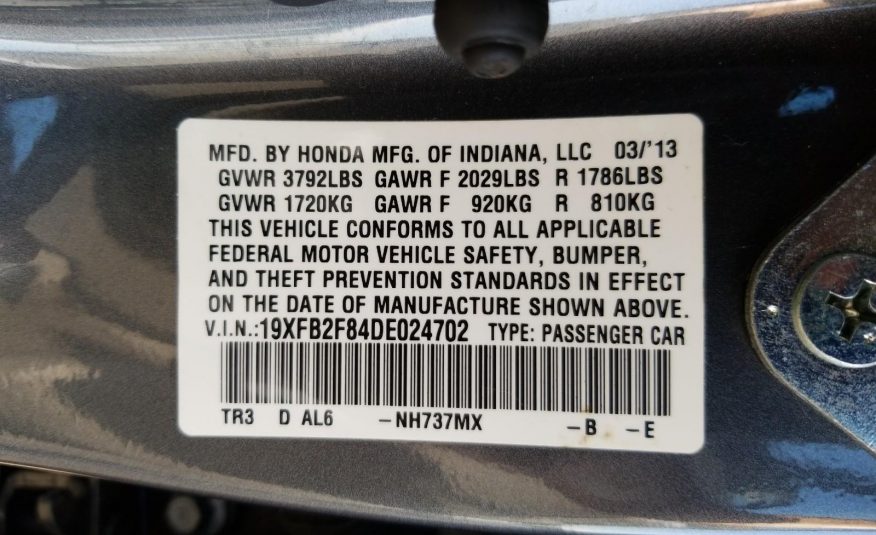 MFD. BY HONDA MFG. OF INDIANA, LLC 03/'13
GVWR 3792LBS GAWR F 2029LBS R 1786LBS
GVWR 1720KG GAWR F 920KG R 810KG
THIS VEHICLE CONFORMS TO ALL APPLICABLE
FEDERAL MOTOR VEHICLE SAFETY, BUMPER,
AND THEFT PREVENTION STANDARDS IN EFFECT
ON THE DATE OF MANUFACTURE SHOWN ABOVE.
V.I.N.:19XFB2F84DE024702 TYPE: PASSENGER CAR
TR3 D AL6 -NH737MX -B -E